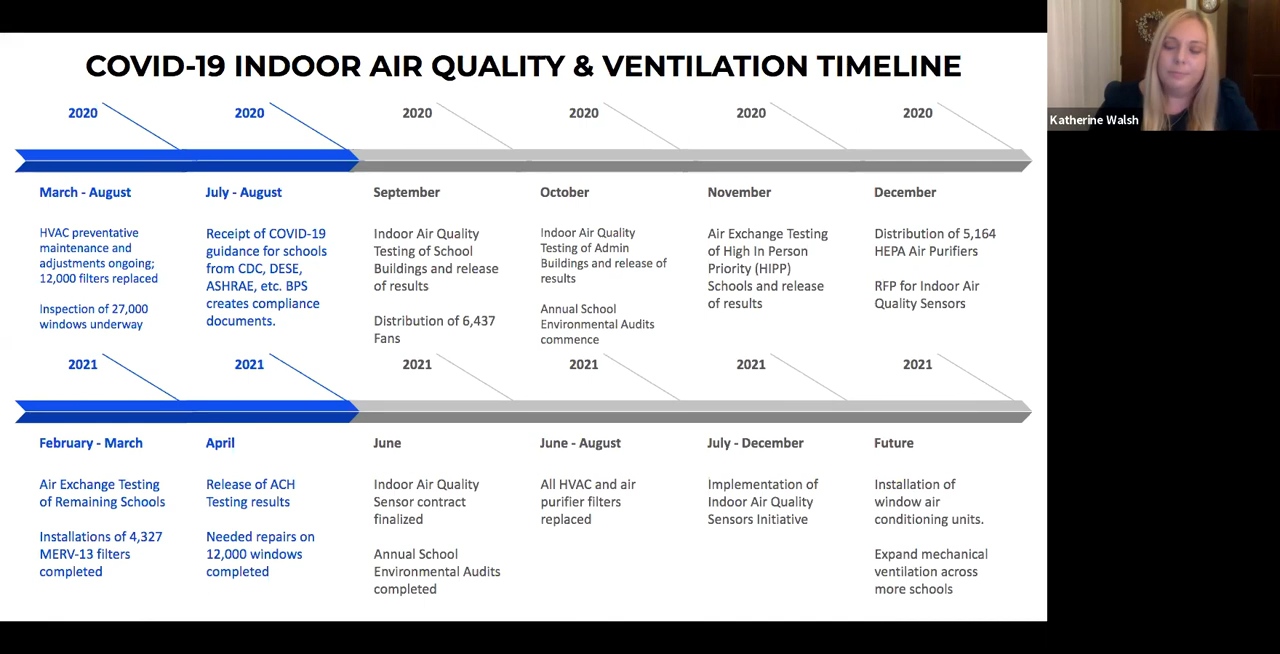 COVID-19 INDOOR AIR QUALITY & VENTILATION TIMELINE
Katherine Walsh
2020
2020
2020
2020
2020
2020
March - August
HVAC preventative
maintenance and
adjustments ongoing;
12,000 filters replaced
Inspection of 27,000
windows underway
July - August
Receipt of COVID-19
guidance for schools
from CDC, DESE,
ASHRAE, etc. BPS
creates compliance
documents.
September
Indoor Air Quality
Testing of School
Buildings and release
of results
Distribution of 6,437
Fans
October
Indoor Air Quality
Testing of Admin
Buildings and release of
results
Annual School
Environmental Audits
commence
November
Air Exchange Testing
of High In Person
Priority (HIPP)
Schools and release
of results
December
Distribution of 5,164
HEPA Air Purifiers
RFP for Indoor Air
Quality Sensors
2021
2021
2021
2021
2021
2021
February - March
Air Exchange Testing
of Remaining Schools
Installations of 4,327
MERV-13 filters
completed
April
Release of ACH
Testing results
Needed repairs on
12,000 windows
completed
June
Indoor Air Quality
Sensor contract
finalized
Annual School
Environmental Audits
completed
June - August
All HVAC and air
purifier filters
replaced
July - December
Implementation of
Indoor Air Quality
Sensors Initiative
Future
Installation of
window air
conditioning units.
Expand mechanical
ventilation across
more schools